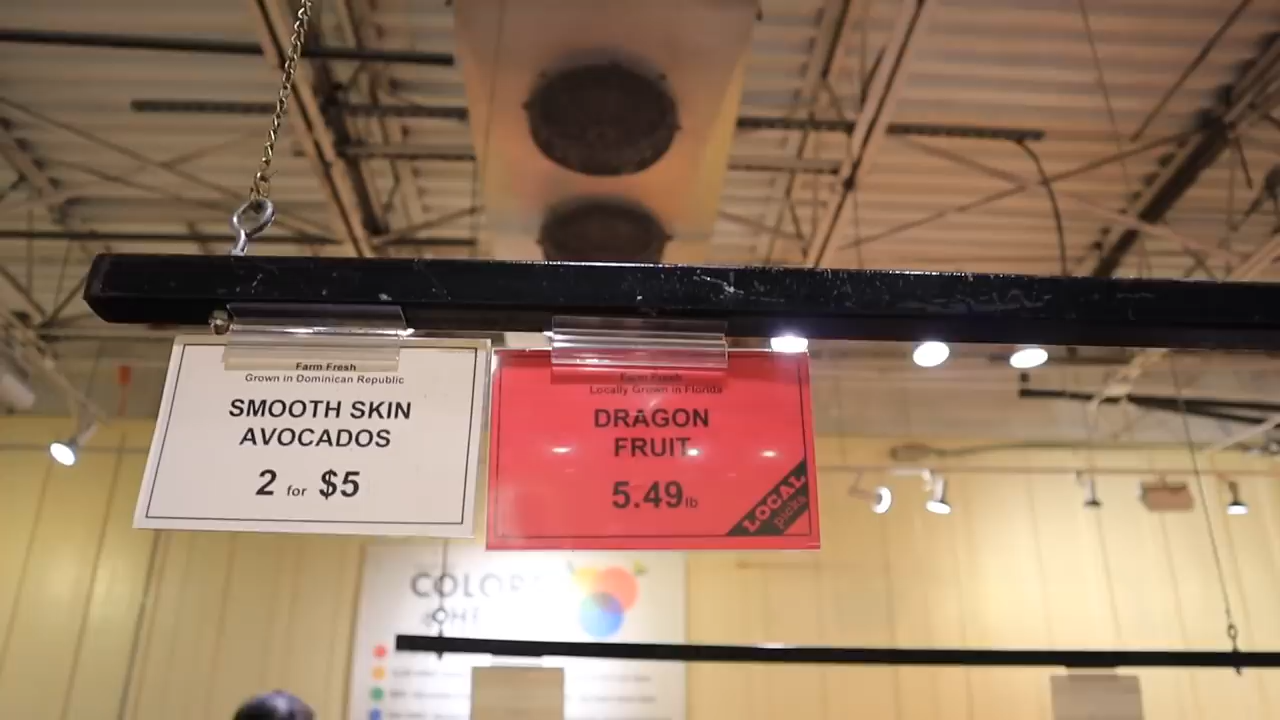 Farm Fresh
Grown in Dominican Republic
SMOOTH SKIN
AVOCADOS
2 for $5
Farm Fresh
Locally Grown in Florida
DRAGON
FRUIT
5.49lb
LOCAL
picks
COLOR